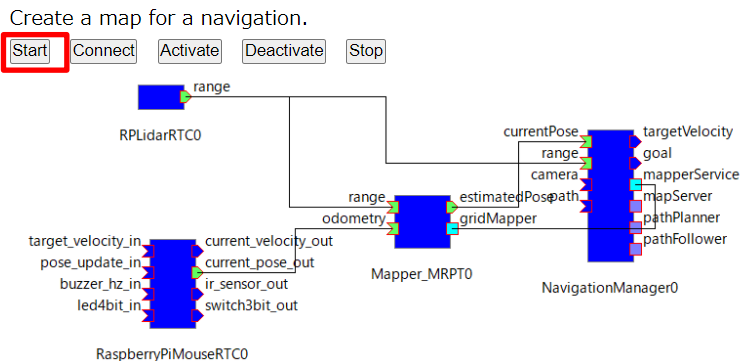 Create a map for a navigation.
Start Connect Activate Deactivate Stop
range
RPLidarRTC0
currentPose targetVelocity
range goal
camera mapperService
path mapServer
pathPlanner
pathFollower
NavigationManager0
range estimatedPose
odometry gridMapper
Mapper_MRPT0
target_velocity_in current_velocity_out
pose_update_in current_pose_out
buzzer_hz_in ir_sensor_out
led4bit_in switch3bit_out
RaspberryPiMouseRTC0